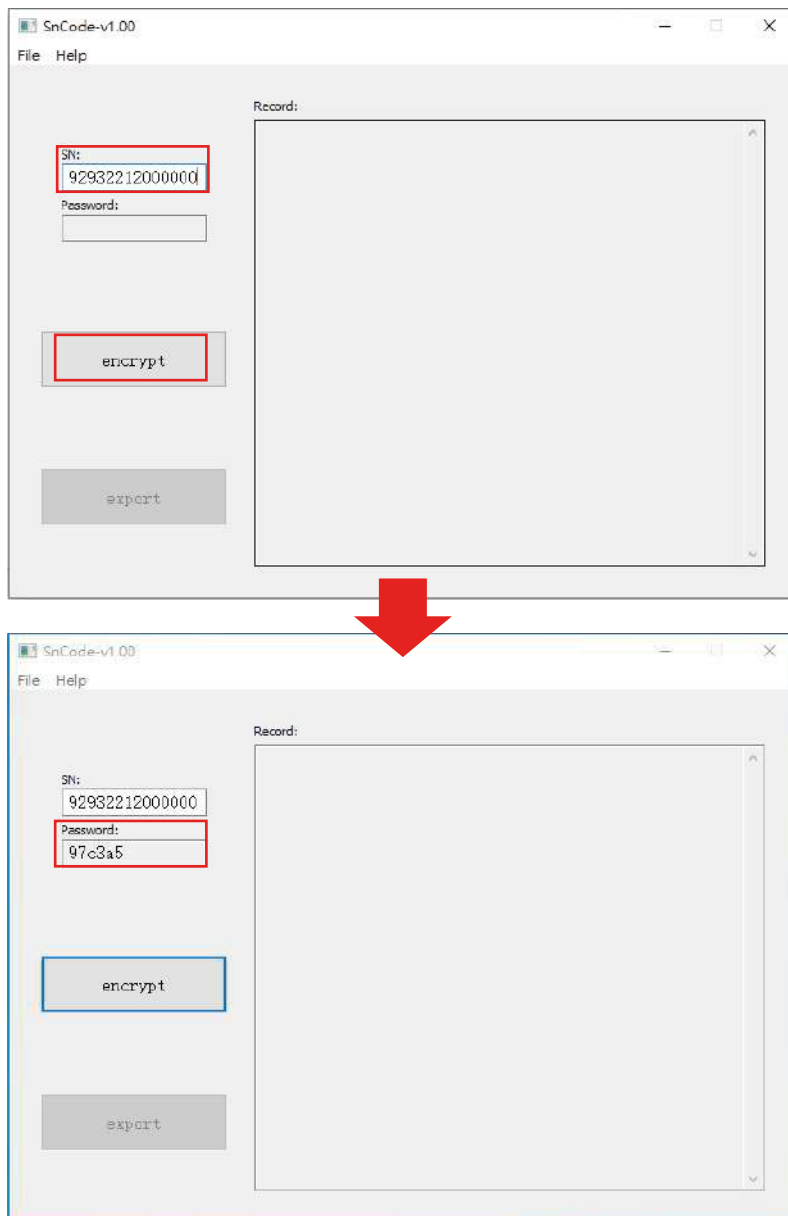 SnCode-v1.00
File Help
Record:
SN:
92932212000000
Password:
encrypt
export
SnCode-v1.00
File Help
Record:
SN:
92932212000000
Password:
97c3a5
encrypt
export